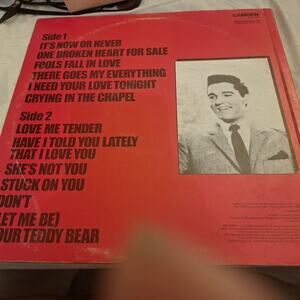 CAMDEN
Side 1
IT'S NOW OR NEVER
ONE BROKEN HEART FOR SALE
FOOLS FALL IN LOVE
THERE GOES MY EVERYTHING
I NEED YOUR LOVE TONIGHT
CRYING IN THE CHAPEL
Side 2
LOVE ME TENDER
HAVE I TOLD YOU LATELY
THAT I LOVE YOU
SHE'S NOT YOU
STUCK ON YOU
DON'T
LET ME BE)
OUR TEDDY BEAR